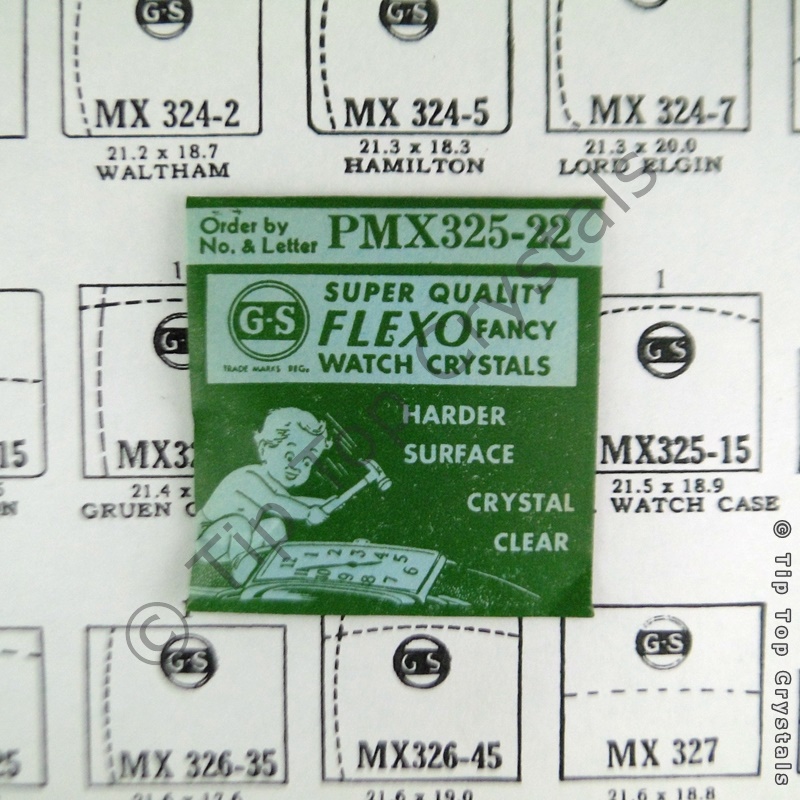 G-S
G-S
MX 324-2
MX 324-5
MX 324-7
21.2 x 18.7
21.3 x 18.3
21.3 x 20.0
WALTHAM
HAMILTON
LORD ELGIN
Order by
No. & Letter
PMX325-22
G-S
TRADE MARKS REG.
SUPER QUALITY
FLEXO FANCY
WATCH CRYSTALS
HARDER
SURFACE
CRYSTAL
CLEAR
1
1
G-S
15
MX325-15
21.4 x
21.5 x 18.9
GRUEN
WATCH CASE
G-S
G-S
G-S
MX 326-35
MX326-45
MX 327
21.6 x 17.6
21.6 x 19.0
21.6 x 18.8
© Tip Top Crystals
© Tip Top Crystals